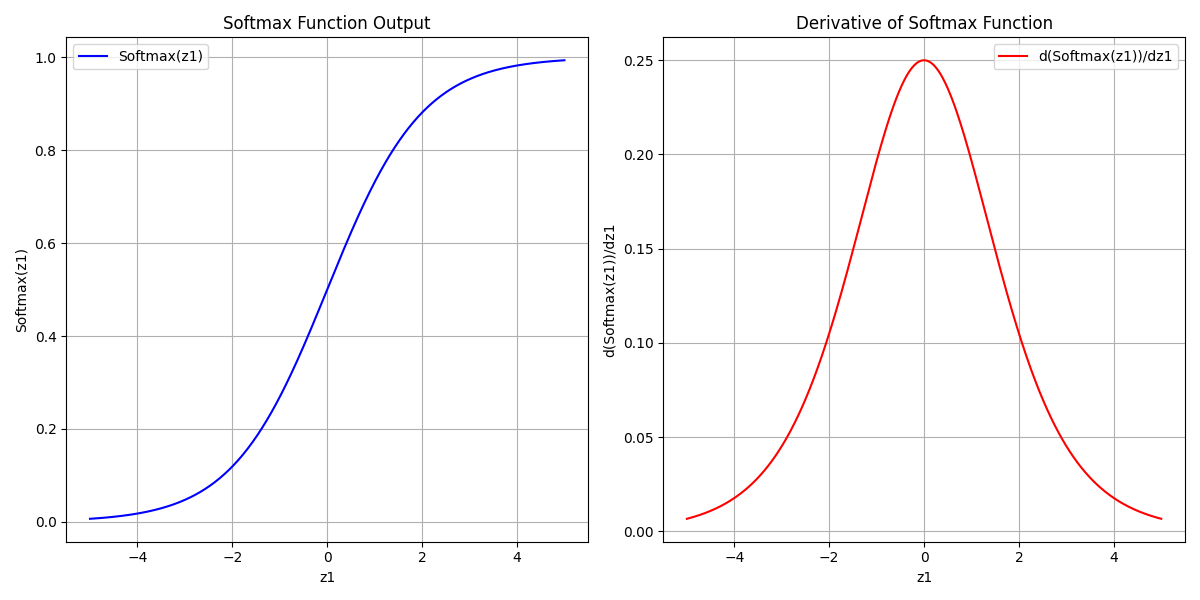 Softmax Function Output
Softmax(z1)
1.0
0.8
0.6
0.4
0.2
0.0
Softmax(z1)
−4
−2
0
2
4
z1
Derivative of Softmax Function
d(Softmax(z1))/dz1
0.25
0.20
0.15
0.10
0.05
0.00
d(Softmax(z1))/dz1
−4
−2
0
2
4
z1